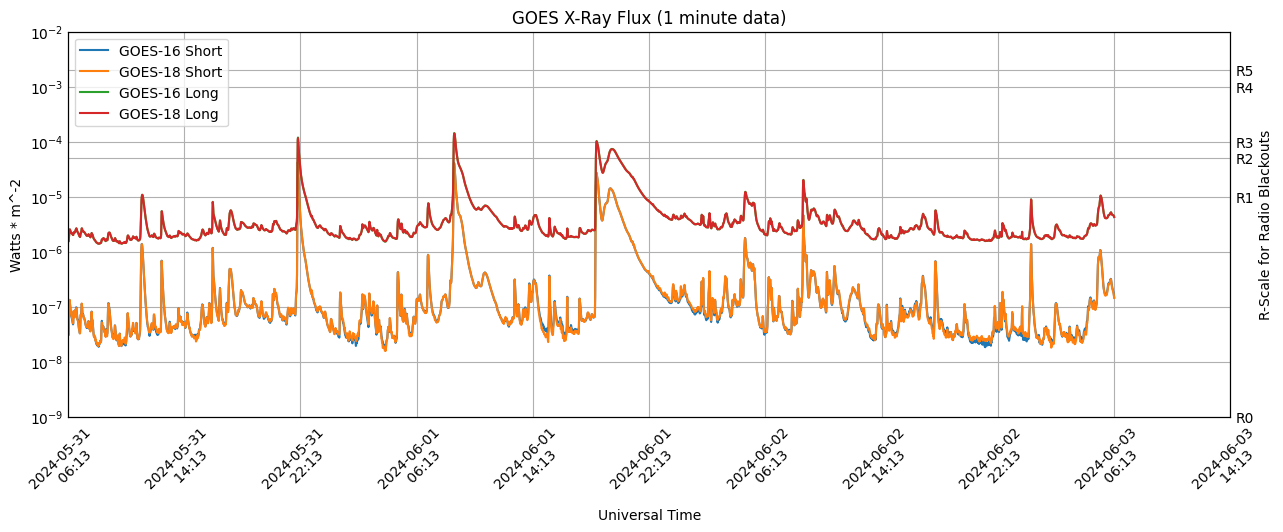 GOES X-Ray Flux (1 minute data)
GOES-16 Short
GOES-18 Short
GOES-16 Long
GOES-18 Long
10^-2
10^-3
10^-4
10^-5
10^-6
10^-7
10^-8
10^-9
Watts * m^-2
R5
R4
R3
R2
R1
R0
R-Scale for Radio Blackouts
2024-05-31
06:13
2024-05-31
14:13
2024-05-31
22:13
2024-06-01
06:13
2024-06-01
14:13
2024-06-01
22:13
2024-06-02
06:13
2024-06-02
14:13
2024-06-02
22:13
2024-06-03
06:13
2024-06-03
14:13
Universal Time